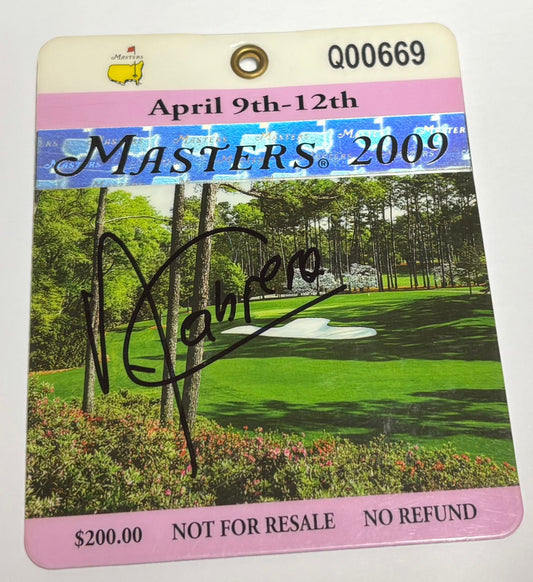 MASTERS
Q00669
April 9th-12th
MASTERS® 2009
Cabrera
$200.00 NOT FOR RESALE NO REFUND